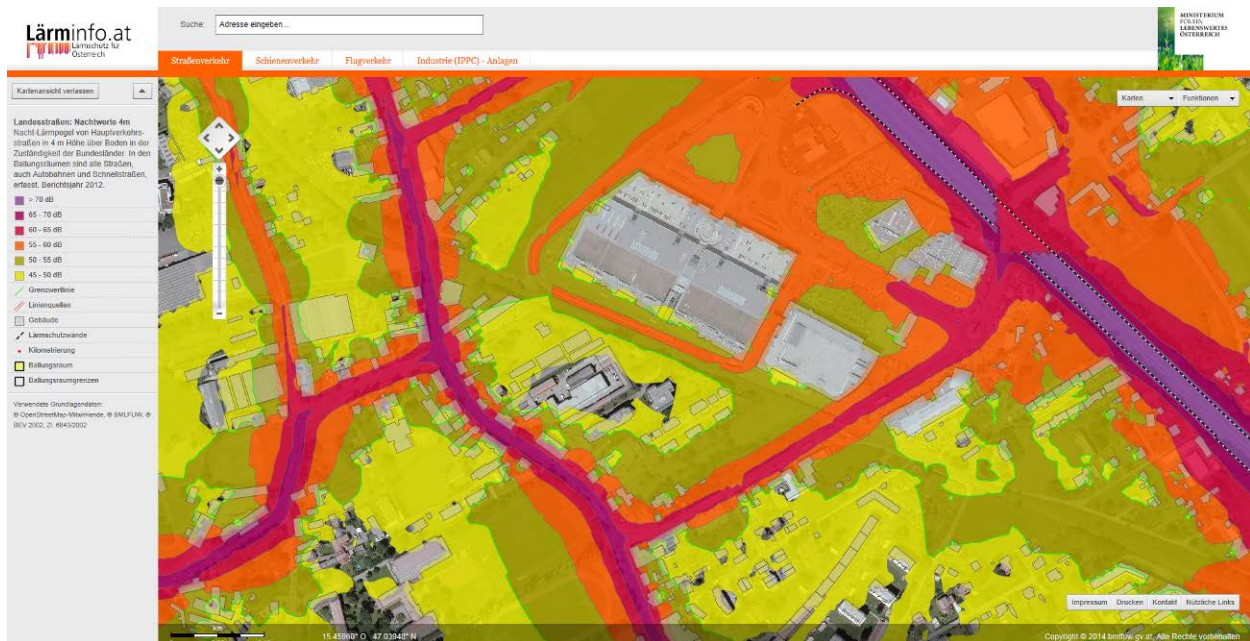 Lärminfo.at
Lärmschutz für
Österreich
Suche:
Adresse eingeben...
MINISTERIUM
FÜR EIN
LEBENSWERTES
ÖSTERREICH
Straßenverkehr
Schienenverkehr
Flugverkehr
Industrie (IPPC) - Anlagen
Kartenansicht verlassen
Karten
Funktionen
Landesstraßen: Nachtwerte 4m
Nacht-Lärmpegel von Hauptverkehrs-
straßen in 4 m Höhe über Boden in der
Zuständigkeit der Bundesländer. In den
Ballungsräumen sind alle Straßen,
auch Autobahnen und Schnellstraßen,
erfasst. Berichtsjahr 2012.
> 70 dB
65 - 70 dB
60 - 65 dB
55 - 60 dB
50 - 55 dB
45 - 50 dB
Grenzwertlinie
Linienquellen
Gebäude
Lärmschutzwände
Kilometrierung
Ballungsraum
Ballungsraumgrenzen
Verwendete Grundlagendaten:
© OpenStreetMap-Mitwirkende, © BMLFUW, ©
BEV 2002, Zl. 6943/2002
Impressum
Drucken
Kontakt
Nützliche Links
km
15.45960° O 47.03948° N
Copyright © 2014 bmlfuw.gv.at, Alle Rechte vorbehalten